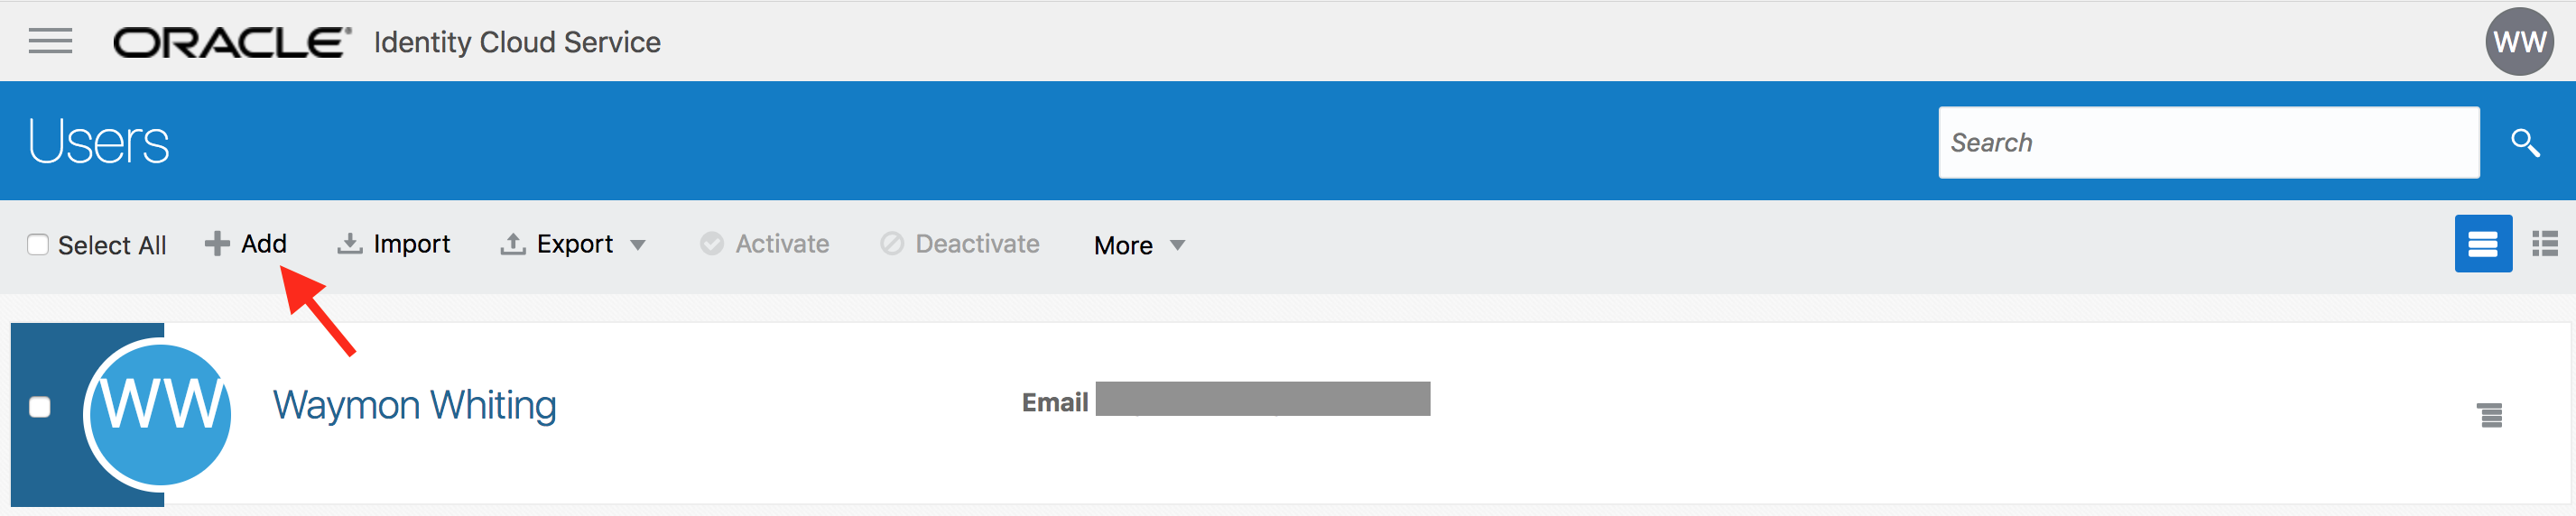 ORACLE® Identity Cloud Service
WW
Users
Search
Select All Add Import Export Activate Deactivate More
WW
Waymon Whiting
Email